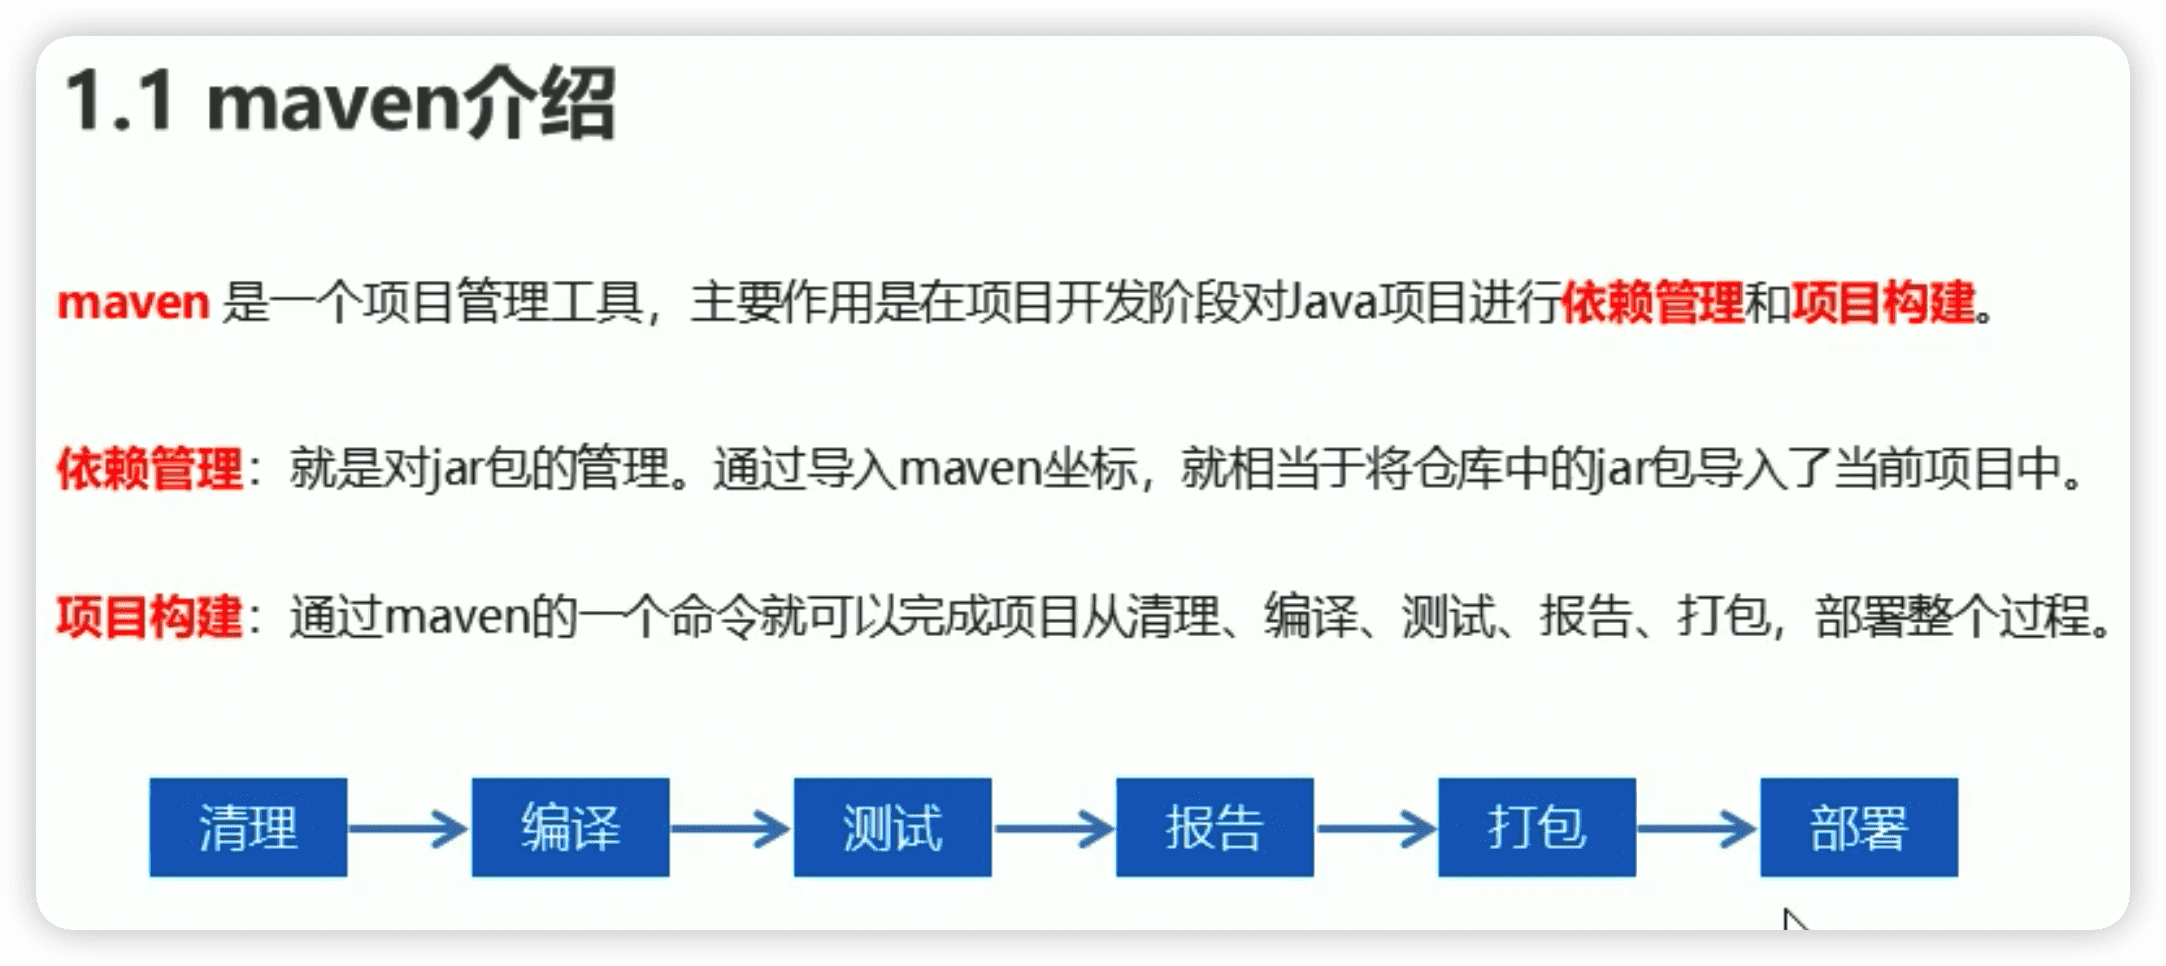 1.1 maven介绍
maven 是一个项目管理工具，主要作用是在项目开发阶段对Java项目进行依赖管理和项目构建。
依赖管理：就是对jar包的管理。通过导入maven坐标，就相当于将仓库中的jar包导入了当前项目中。
项目构建：通过maven的一个命令就可以完成项目从清理、编译、测试、报告、打包，部署整个过程。
清理 编译 测试 报告 打包 部署